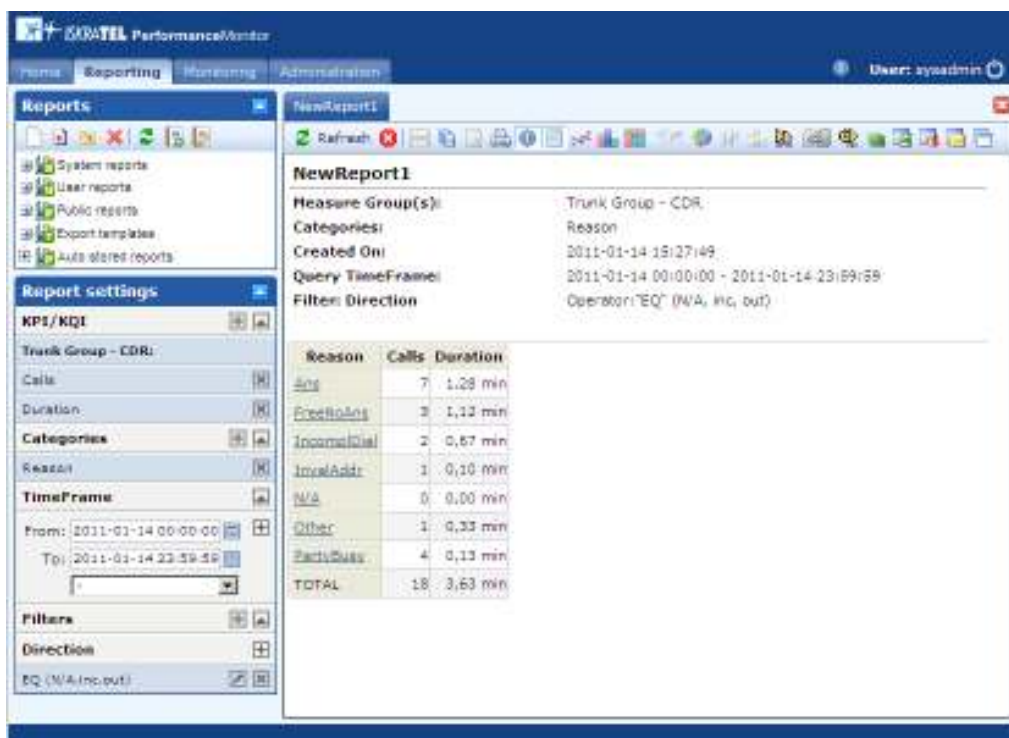 ISKRATEL PerformanceMonitor
Home Reporting Monitoring Administration
User: sysadmin
Reports
System reports
User reports
Public reports
Export templates
Auto stored reports
Report settings
KPI/KQI
Trunk Group - CDR:
Calls
Duration
Categories
Reason
TimeFrame
From: 2011-01-14 00:00:00
To: 2011-01-14 23:59:59
-
Filters
Direction
EQ (N/A,inc,out)
NewReport1
Refresh
NewReport1
Measure Group(s): Trunk Group - CDR
Categories: Reason
Created On: 2011-01-14 15:27:49
Query TimeFrame: 2011-01-14 00:00:00 - 2011-01-14 23:59:59
Filter: Direction Operator:"EQ" (N/A, inc, out)
Reason Calls Duration
Ans 7 1,28 min
FreeNoAns 3 1,12 min
IncomplDial 2 0,67 min
InvalAddr 1 0,10 min
N/A 0 0,00 min
Other 1 0,33 min
PartyBusy 4 0,13 min
TOTAL 18 3,63 min